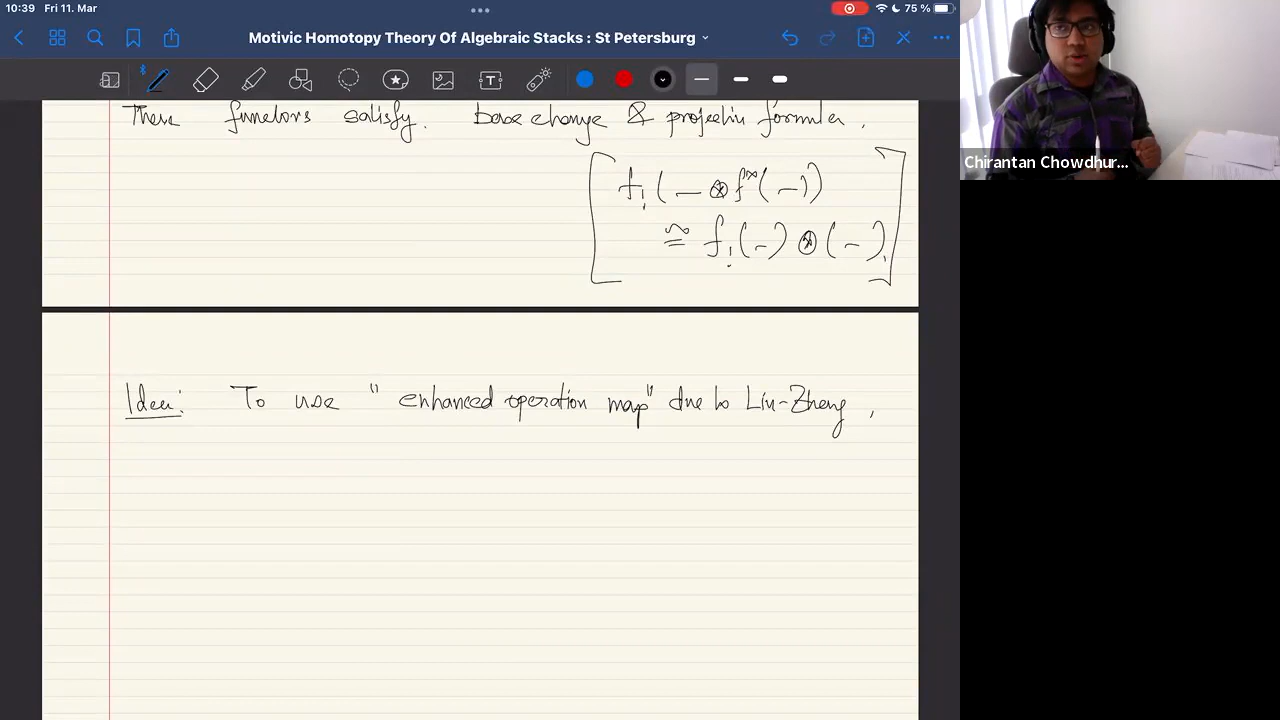 10:39 Fri 11. Mar
75 %
Motivic Homotopy Theory Of Algebraic Stacks : St Petersburg
These functors satisfy. base change & projectin formula.
f!( – ⊗ f*( – ))
≅ f!( – ) ⊗ ( – ).
Idea: To use "enhanced operation map" due to Liu-Zheng,
Chirantan Chowdhur...